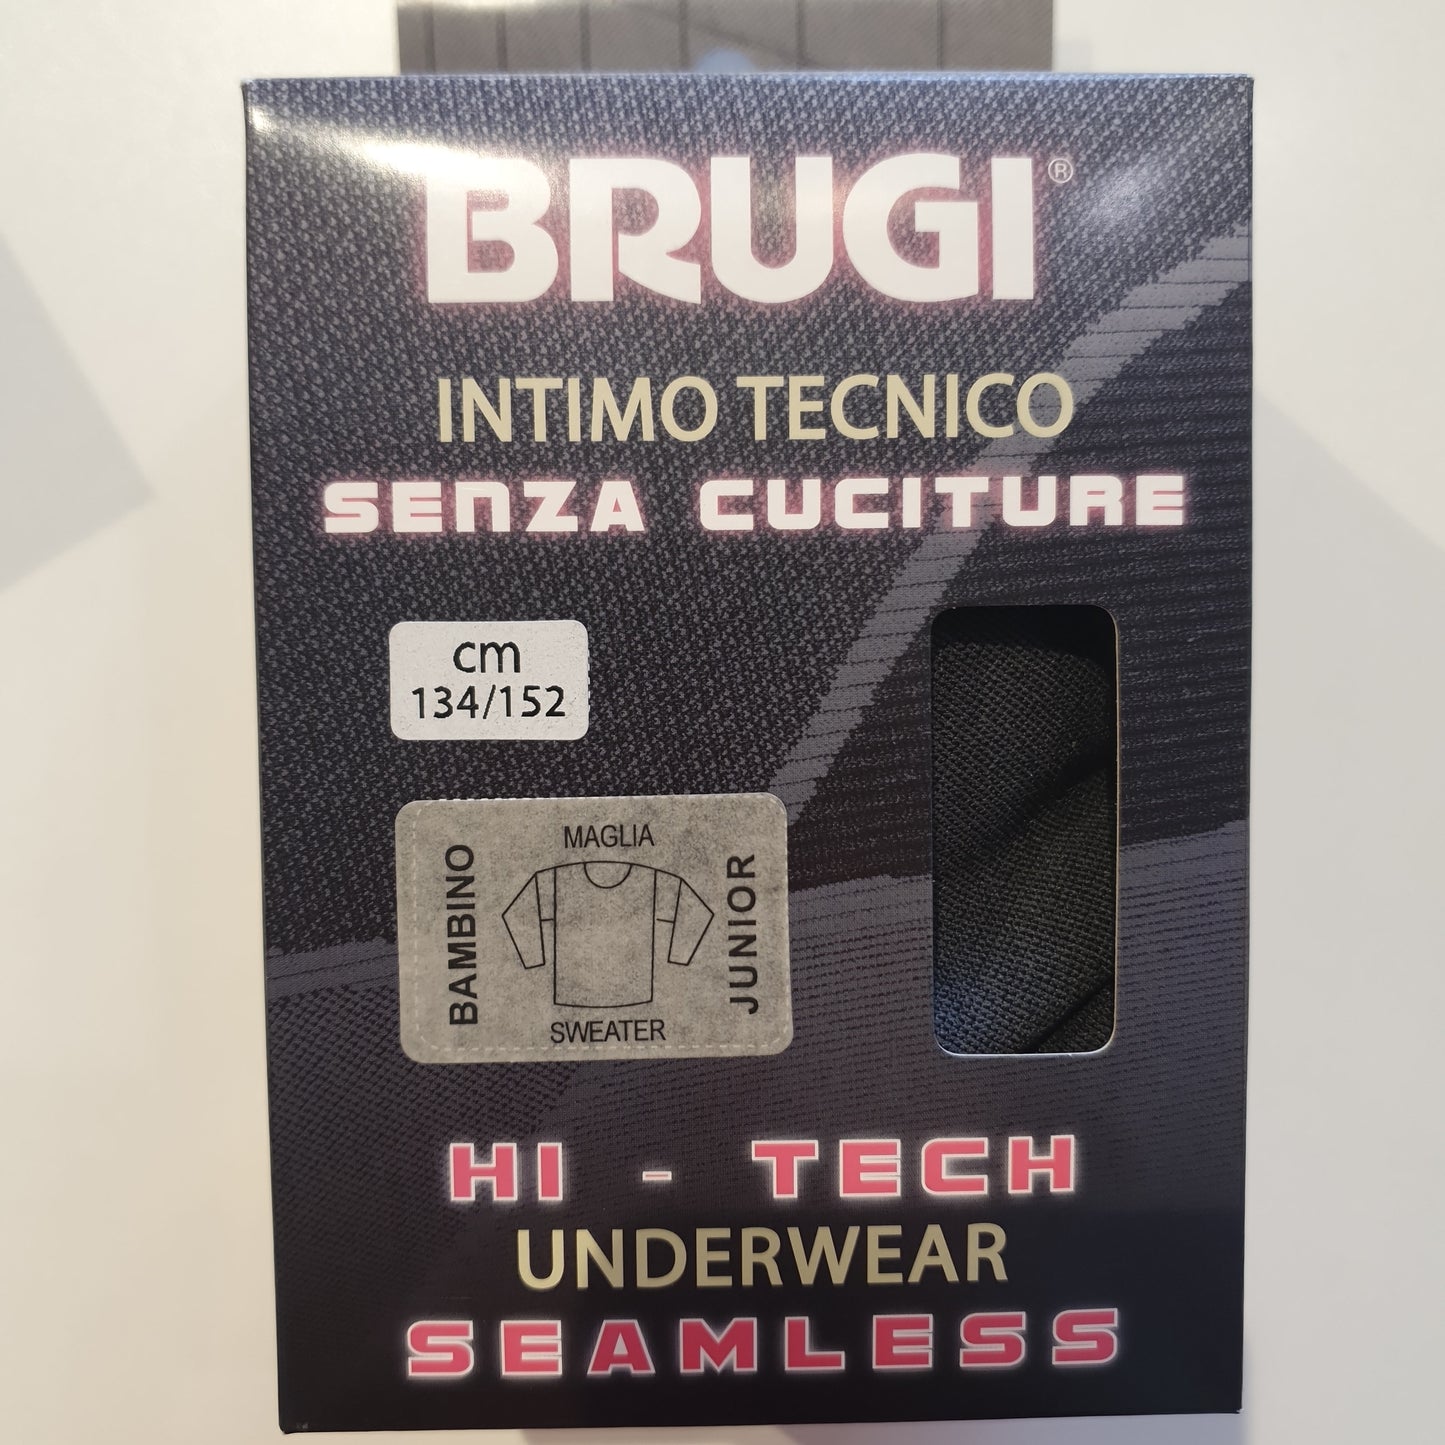 BRUGI®
INTIMO TECNICO
SENZA CUCITURE
cm
134/152
MAGLIA
BAMBINO
JUNIOR
SWEATER
HI - TECH
UNDERWEAR
SEAMLESS